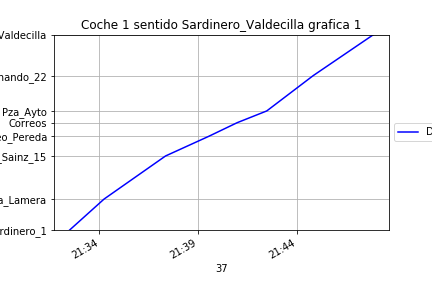 Coche 1 sentido Sardinero_Valdecilla grafica 1
Valdecilla
nando_22
Pza_Ayto
Correos
eo_Pereda
_Sainz_15
a_Lamera
rdinero_1
21:34
21:39
21:44
37
D